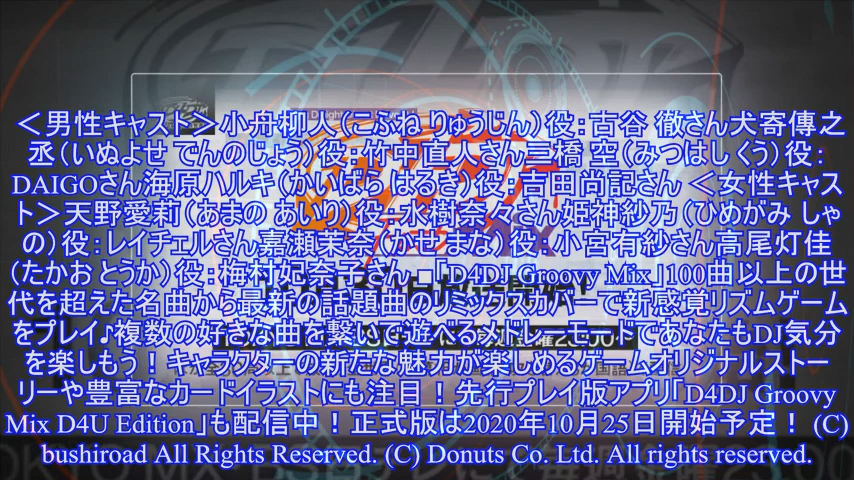 ＜男性キャスト＞小舟柳人（こふね りゅうじん）役：古谷 徹さん犬寄傳之
丞（いぬよせ でんのじょう）役：竹中直人さん三橋 空（みつはし くう）役：
DAIGOさん海原ハルキ（かいばら はるき）役：吉田尚記さん ＜女性キャス
ト＞天野愛莉（あまの あいり）役：水樹奈々さん姫神紗乃（ひめがみ しゃ
の）役：レイチェルさん嘉瀬茉奈（かせ まな）役：小宮有紗さん高尾灯佳
（たかお とうか）役：梅村妃奈子さん ■「D4DJ Groovy Mix」100曲以上の世
代を超えた名曲から最新の話題曲のリミックスカバーで新感覚リズムゲーム
をプレイ♪複数の好きな曲を繋いで遊べるメドレーモードであなたもDJ気分
を楽しもう！キャラクターの新たな魅力が楽しめるゲームオリジナルストー
リーや豊富なカードイラストにも注目！先行プレイ版アプリ「D4DJ Groovy
Mix D4U Edition」も配信中！正式版は2020年10月25日開始予定！ (C)
bushiroad All Rights Reserved. (C) Donuts Co. Ltd. All rights reserved.